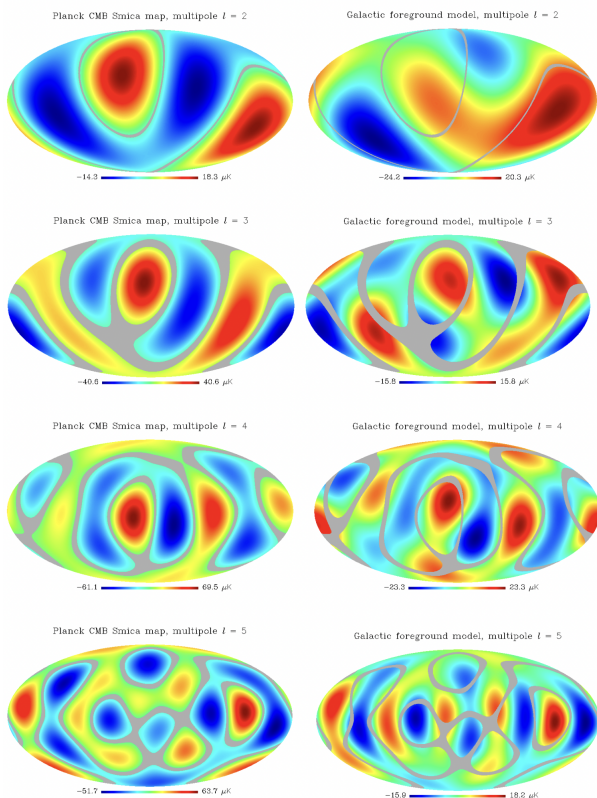 Planck CMB Smica map, multipole l = 2
Galactic foreground model, multipole l = 2
−14.3 18.3 μK
−24.2 20.3 μK
Planck CMB Smica map, multipole l = 3
Galactic foreground model, multipole l = 3
−40.6 40.6 μK
−15.8 15.8 μK
Planck CMB Smica map, multipole l = 4
Galactic foreground model, multipole l = 4
−61.1 69.5 μK
−23.3 23.3 μK
Planck CMB Smica map, multipole l = 5
Galactic foreground model, multipole l = 5
−51.7 63.7 μK
−15.9 18.2 μK